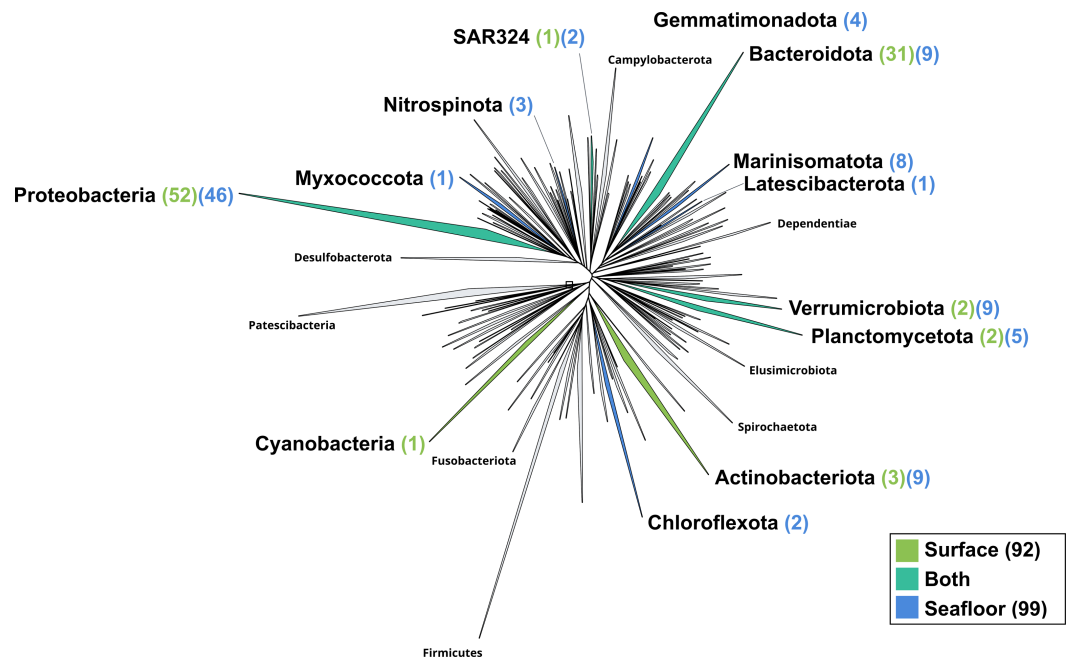 Gemmatimonadota (4)
SAR324 (1)(2)
Bacteroidota (31)(9)
Campylobacterota
Nitrospinota (3)
Marinisomatota (8)
Myxococcota (1)
Latescibacterota (1)
Proteobacteria (52)(46)
Dependentiae
Desulfobacterota
Verrumicrobiota (2)(9)
Patescibacteria
Planctomycetota (2)(5)
Elusimicrobiota
Spirochaetota
Cyanobacteria (1)
Fusobacteriota
Actinobacteriota (3)(9)
Chloroflexota (2)
Surface (92)
Both
Seafloor (99)
Firmicutes